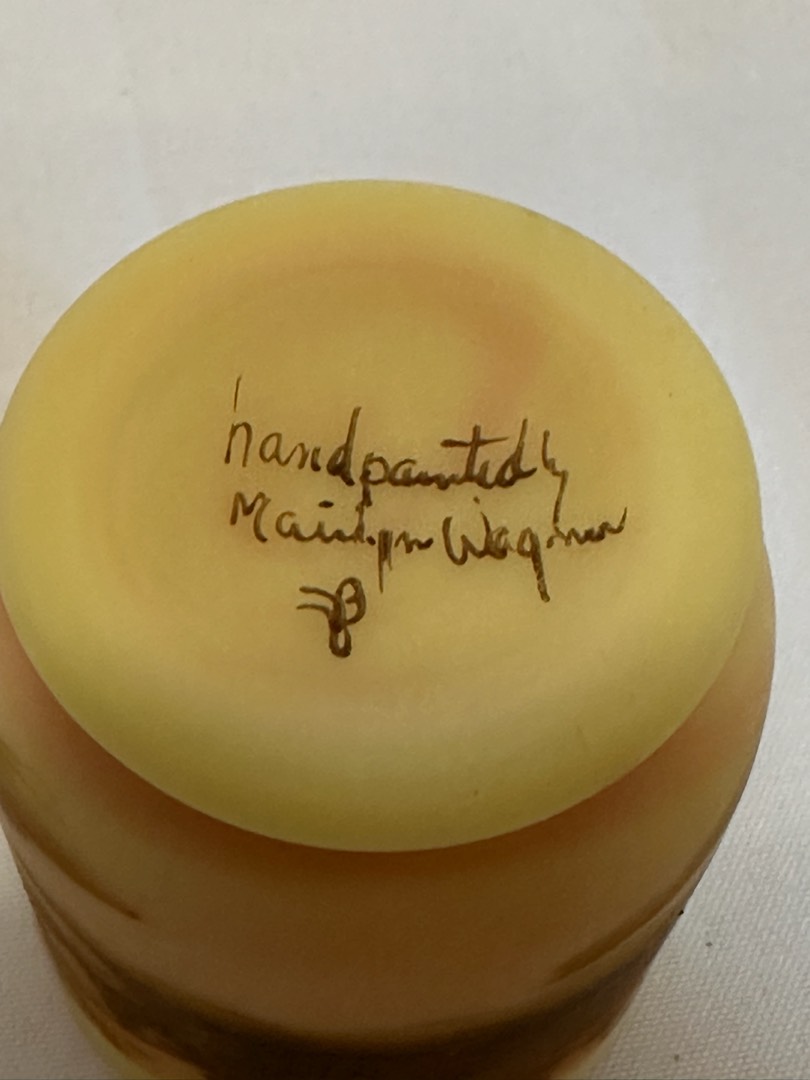 handpainted by
Marilyn Wagner